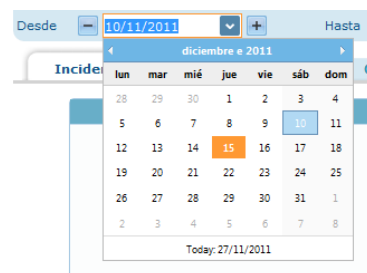 Desde 10/11/2011 Hasta
diciembre e 2011
Incide
lun mar mié jue vie sáb dom
28 29 30 1 2 3 4
5 6 7 8 9 10 11
12 13 14 15 16 17 18
19 20 21 22 23 24 25
26 27 28 29 30 31 1
2 3 4 5 6 7 8
Today: 27/11/2011